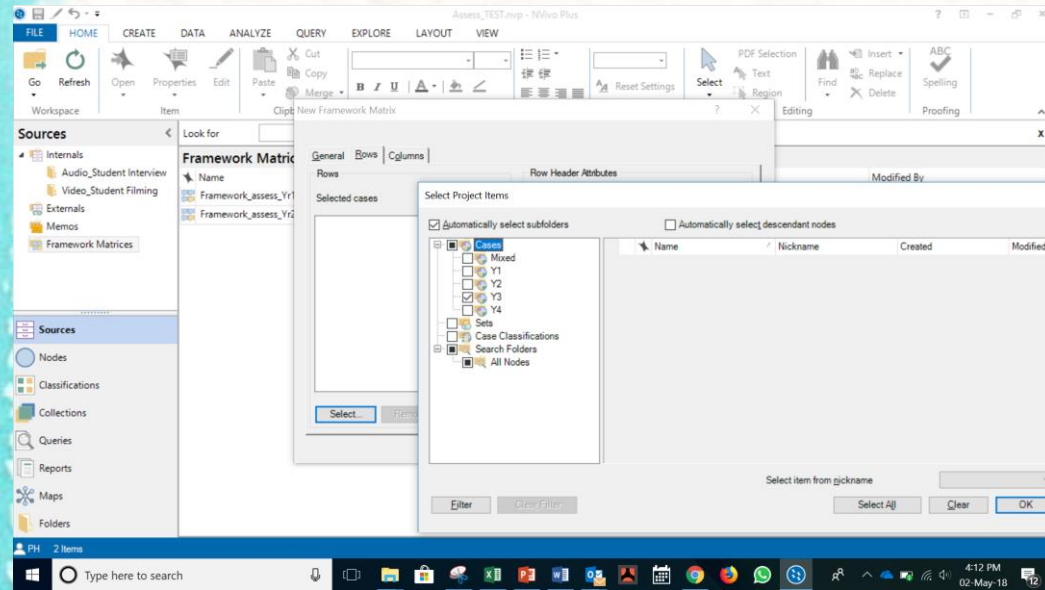 Assess_TEST.nvp - NVivo Plus
FILE HOME CREATE DATA ANALYZE QUERY EXPLORE LAYOUT VIEW
Go Refresh Open Properties Edit Paste
Cut
Copy
Merge
B I U A
Reset Settings
Select
PDF Selection
Text
Region
Find
Insert
Replace
Delete
ABC
Spelling
Workspace Item Editing Proofing
Sources
Internals
Audio_Student Interview
Video_Student Filming
Externals
Memos
Framework Matrices
Sources
Nodes
Classifications
Collections
Queries
Reports
Maps
Folders
Look for
Framework Matric
Name
Modified By
Framework_assess_Yr1
Framework_assess_Yr2
New Framework Matrix
General Rows Columns
Rows Row Header Attributes
Selected cases
Select...
Select Project Items
Automatically select subfolders Automatically select descendant nodes
Cases
Mixed
Y1
Y2
Y3
Y4
Sets
Case Classifications
Search Folders
All Nodes
Name Nickname Created Modified
Select item from nickname
Filter Clear Filter Select All Clear OK
PH 2 Items
Type here to search
4:12 PM
02-May-18
12